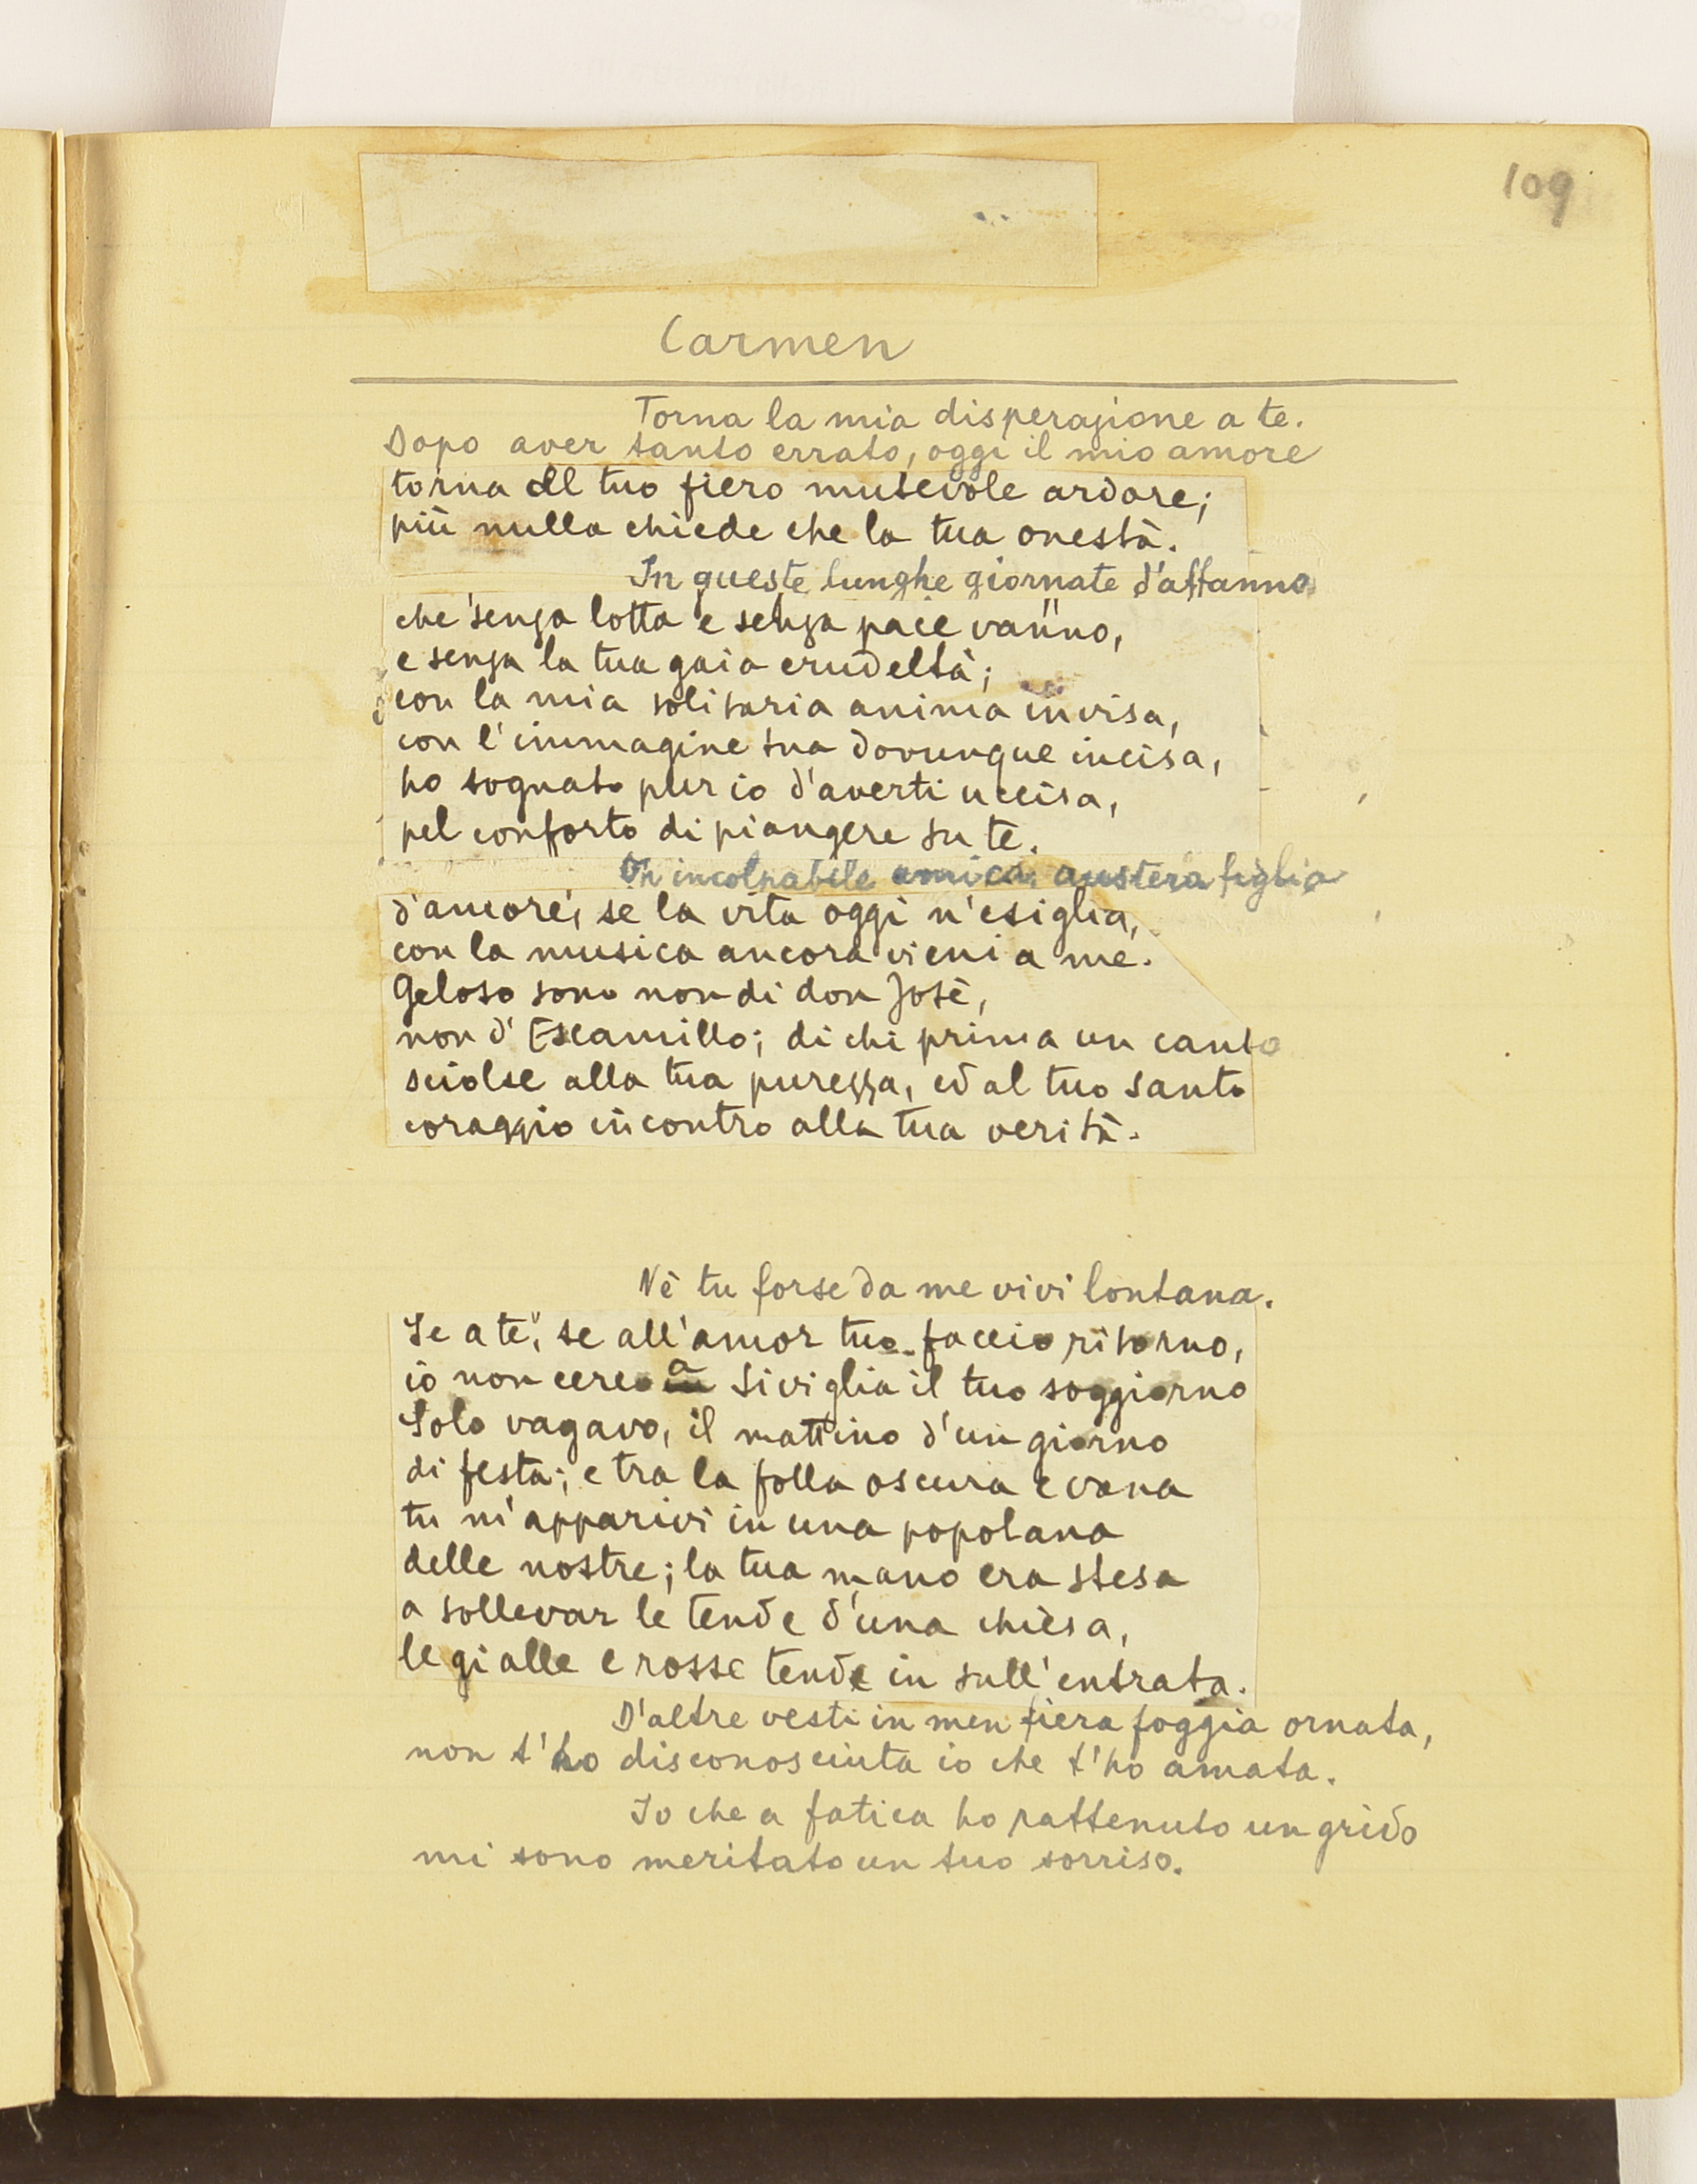 109
Carmen
Torna la mia disperazione a te.
Dopo aver tanto errato, oggi il mio amore
torna al tuo fiero mutevole ardore;
più nulla chiede che la tua onestà.
In queste lunghe giornate d'affanno
che senza lotta e senza pace vanno,
e senza la tua gaia crudeltà;
con la mia solitaria anima invisa,
con l'immagine tua dovunque incisa,
ho sognato pur io d'averti uccisa,
pel conforto di piangere su te.
incolpabile amica, austera figlia
d'amore, se la vita oggi n'esiglia,
con la musica ancora vieni a me.
Geloso sono non di don Josè,
non d'Escamillo; di chi prima un canto
sciolse alla tua purezza, ed al tuo santo
coraggio incontro alla tua verità.
Nè tu forse da me vivi lontana.
Se a te, se all'amor tuo faccio ritorno,
io non cerco a Siviglia il tuo soggiorno
Solo vagavo, il mattino d'un giorno
di festa; e tra la folla oscura e vana
tu m'apparivi in una popolana
delle nostre; la tua mano era stesa
a sollevar le tende d'una chiesa,
le gialle e rosse tende in sull'entrata.
D'altre vesti in men fiera foggia ornata,
non t'ho disconosciuta io che t'ho amata.
Io che a fatica ho rattenuto un grido
mi sono meritato un tuo sorriso.